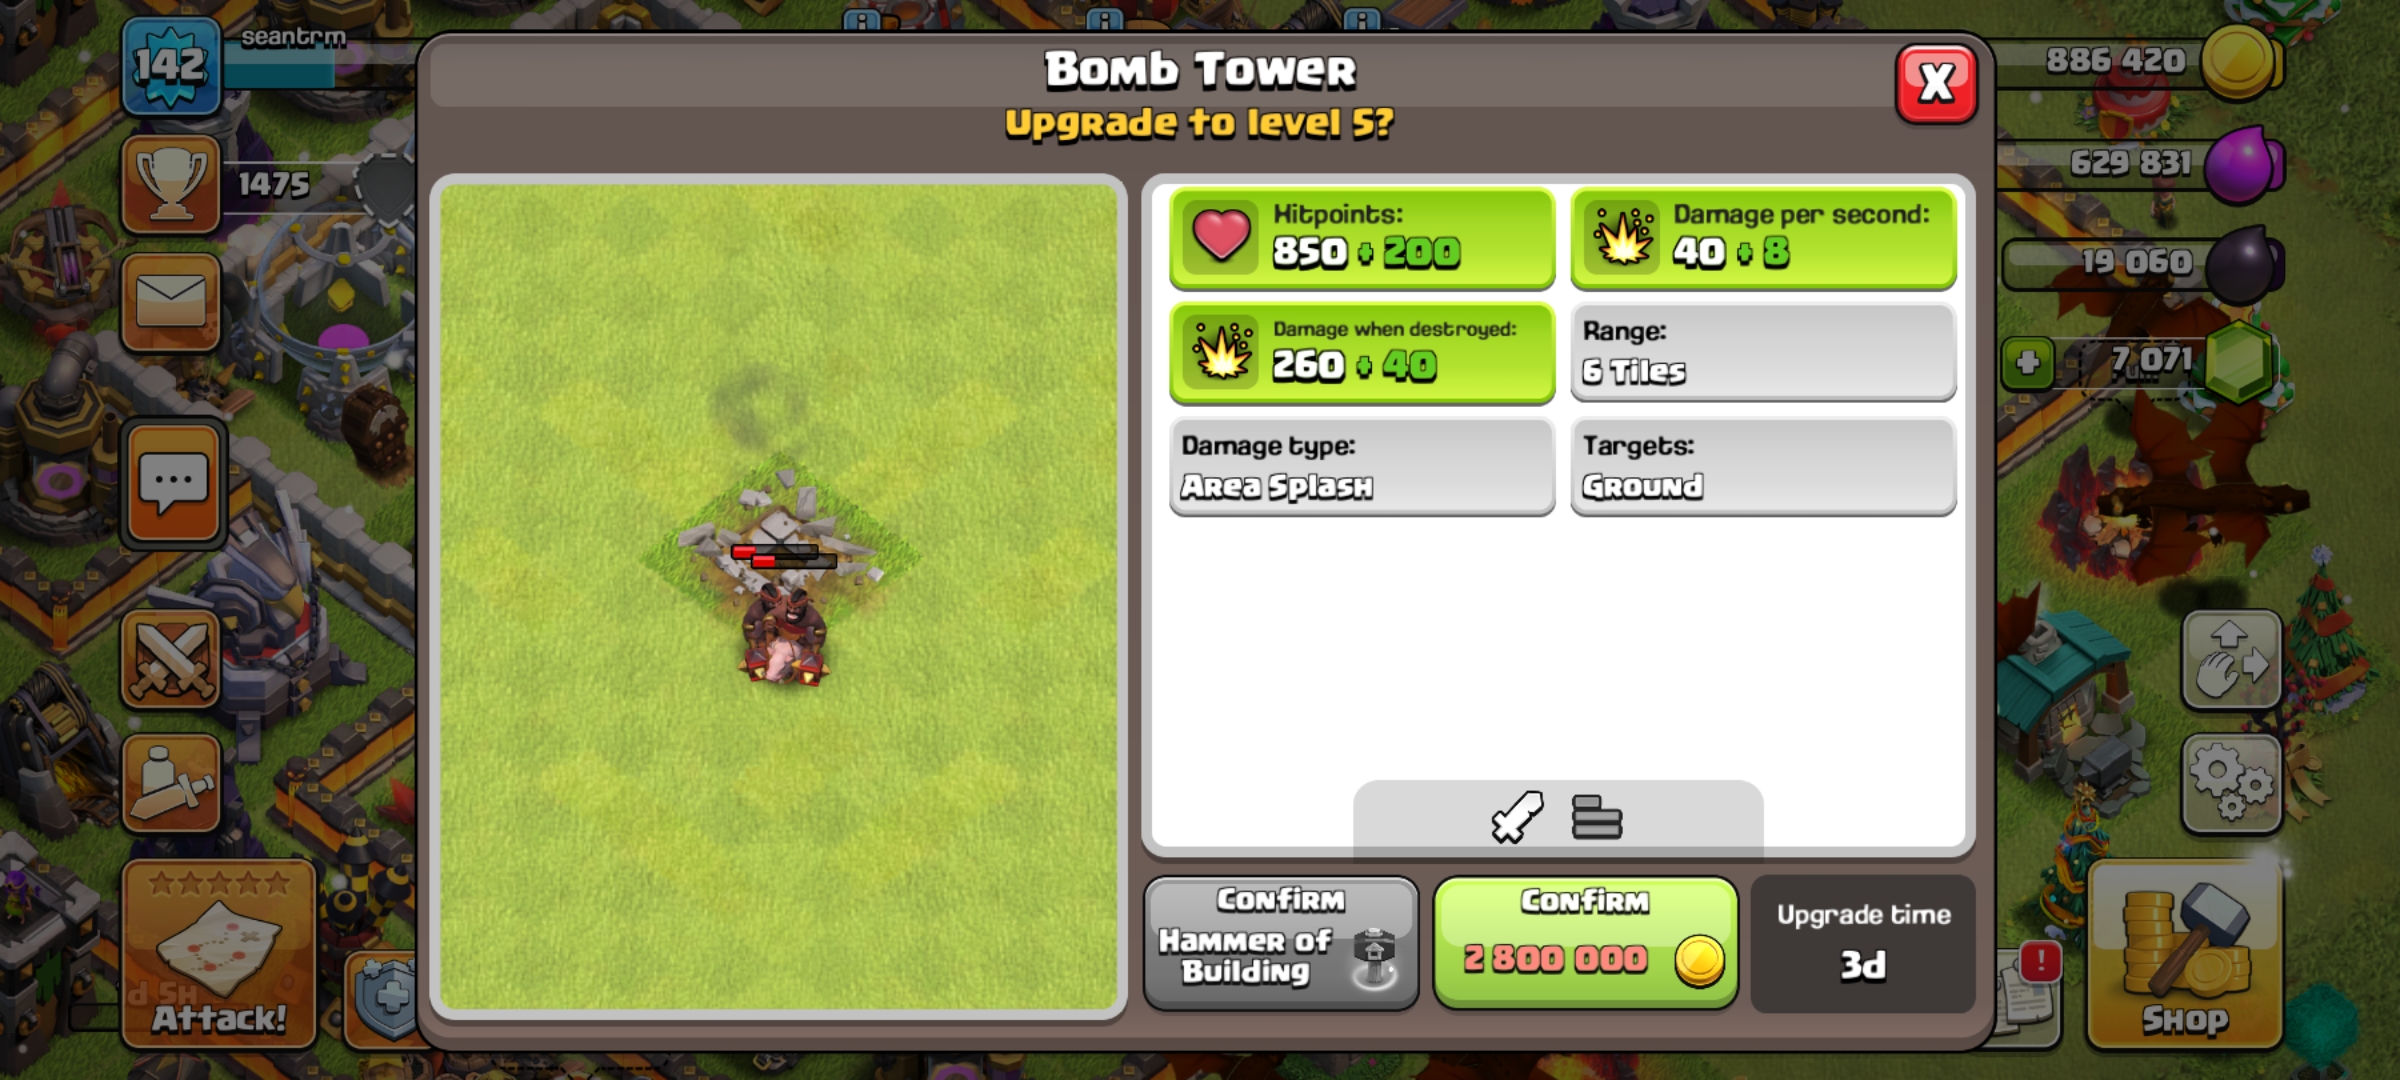 142
seantrm
1475
Bomb Tower
Upgrade to level 5?
X
886 420
629 831
19 060
7 071
Hitpoints:
850 + 200
Damage per second:
40 + 8
Damage when destroyed:
260 + 40
Range:
6 Tiles
Damage type:
Area Splash
Targets:
Ground
Confirm
Hammer of
Building
Confirm
2 800 000
Upgrade time
3d
Attack!
!
Shop